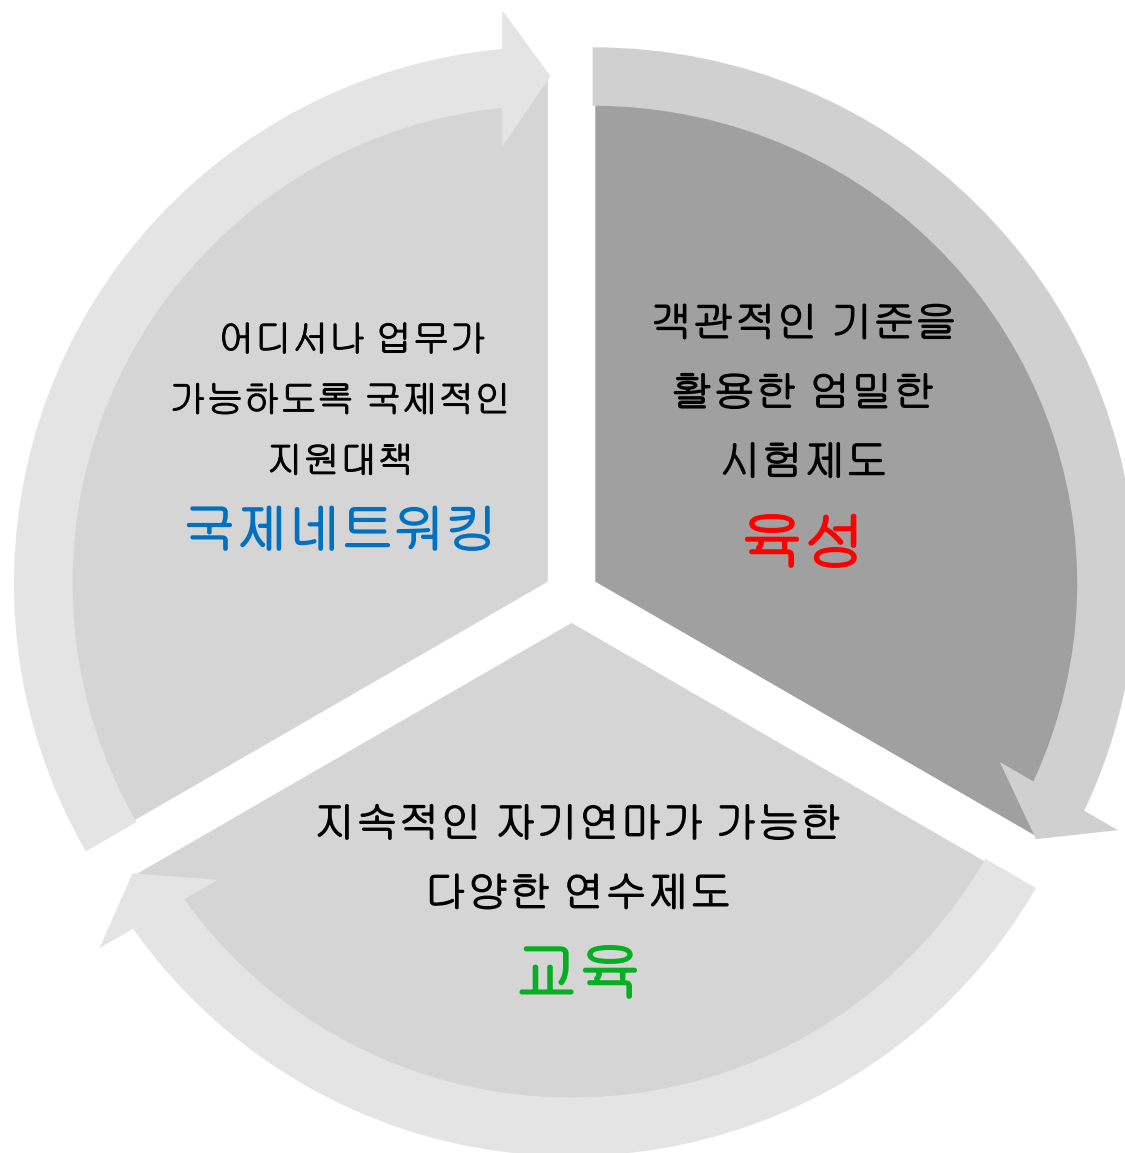 어디서나 업무가
가능하도록 국제적인
지원대책
국제네트워킹
객관적인 기준을
활용한 엄밀한
시험제도
육성
지속적인 자기연마가 가능한
다양한 연수제도
교육